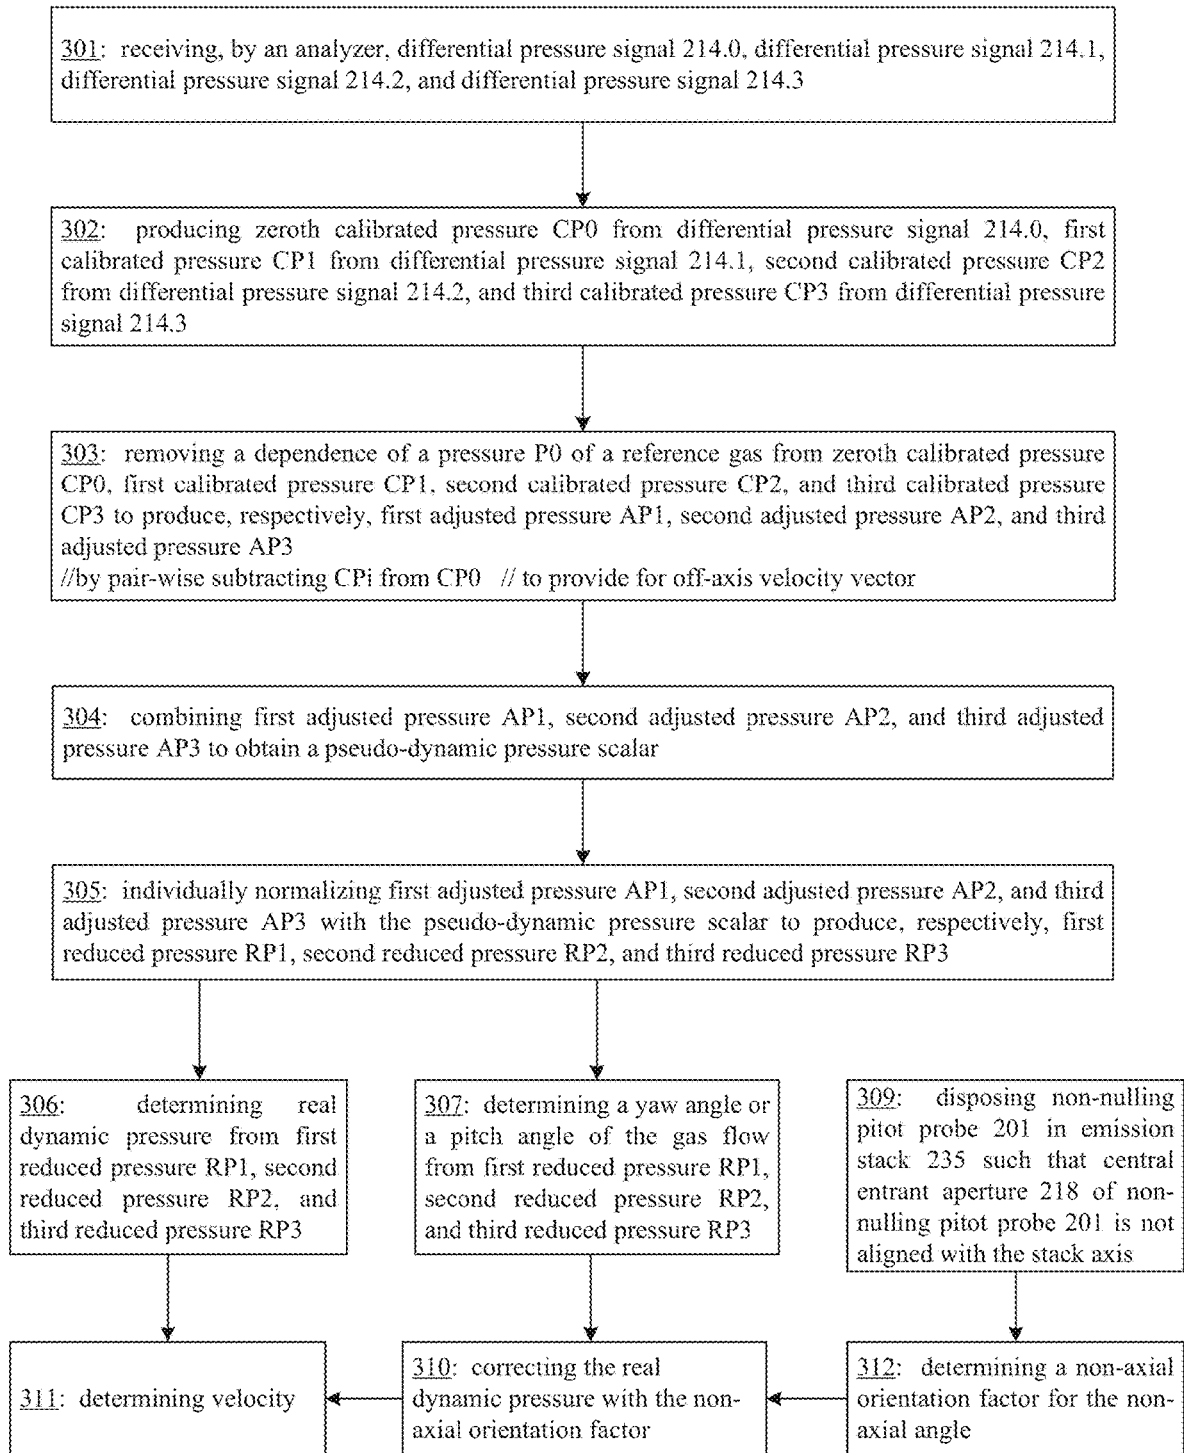 301: receiving, by an analyzer, differential pressure signal 214.0, differential pressure signal 214.1,
differential pressure signal 214.2, and differential pressure signal 214.3
302: producing zeroth calibrated pressure CP0 from differential pressure signal 214.0, first
calibrated pressure CP1 from differential pressure signal 214.1, second calibrated pressure CP2
from differential pressure signal 214.2, and third calibrated pressure CP3 from differential pressure
signal 214.3
303: removing a dependence of a pressure P0 of a reference gas from zeroth calibrated pressure
CP0, first calibrated pressure CP1, second calibrated pressure CP2, and third calibrated pressure
CP3 to produce, respectively, first adjusted pressure AP1, second adjusted pressure AP2, and third
adjusted pressure AP3
//by pair-wise subtracting CPi from CP0 // to provide for off-axis velocity vector
304: combining first adjusted pressure AP1, second adjusted pressure AP2, and third adjusted
pressure AP3 to obtain a pseudo-dynamic pressure scalar
305: individually normalizing first adjusted pressure AP1, second adjusted pressure AP2, and third
adjusted pressure AP3 with the pseudo-dynamic pressure scalar to produce, respectively, first
reduced pressure RP1, second reduced pressure RP2, and third reduced pressure RP3
306: determining real
dynamic pressure from first
reduced pressure RP1, second
reduced pressure RP2, and
third reduced pressure RP3
307: determining a yaw angle or
a pitch angle of the gas flow
from first reduced pressure RP1,
second reduced pressure RP2,
and third reduced pressure RP3
309: disposing non-nulling
pitot probe 201 in emission
stack 235 such that central
entrant aperture 218 of non-
nulling pitot probe 201 is not
aligned with the stack axis
311: determining velocity
310: correcting the real
dynamic pressure with the non-
axial orientation factor
312: determining a non-axial
orientation factor for the non-
axial angle